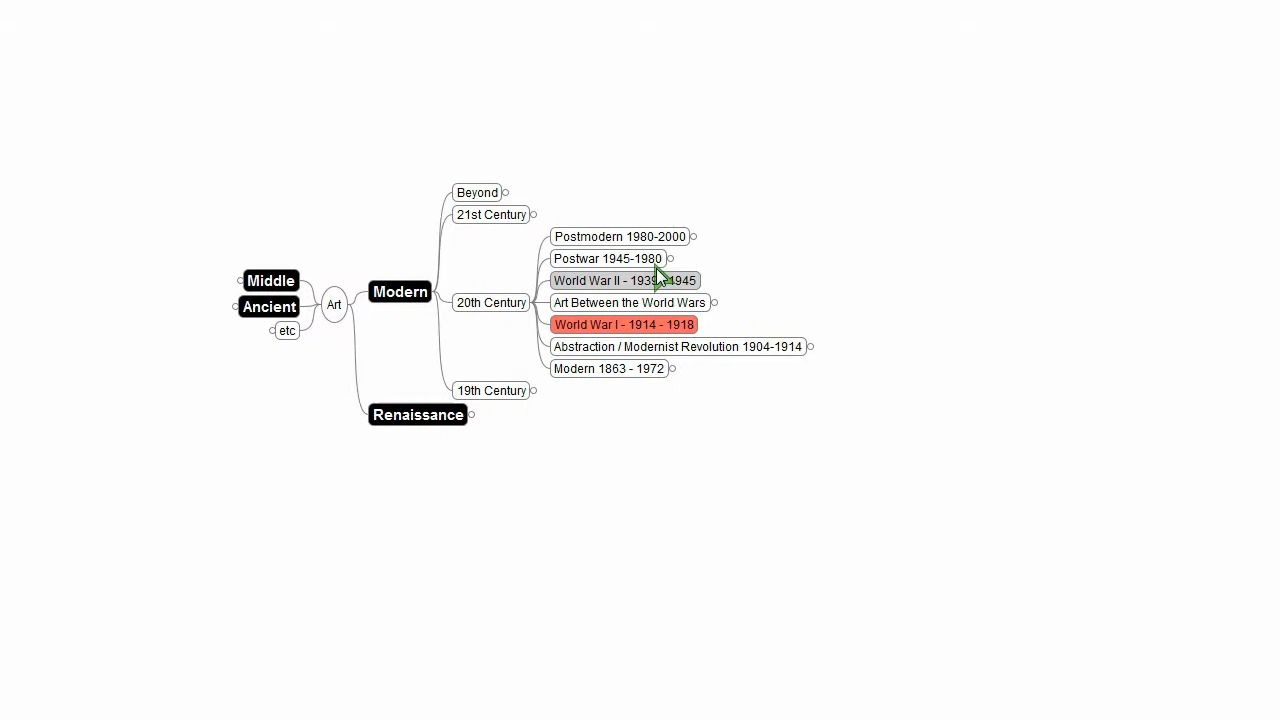 Beyond
21st Century
Postmodern 1980-2000
Postwar 1945-1980
Middle
Modern
World War II - 1939 1945
Ancient
Art
20th Century
Art Between the World Wars
etc
World War I - 1914 - 1918
Abstraction / Modernist Revolution 1904-1914
Modern 1863 - 1972
19th Century
Renaissance